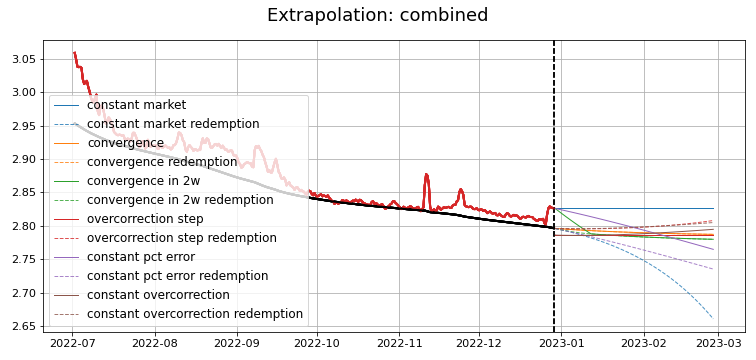 Extrapolation: combined
3.05
3.00
2.95
2.90
2.85
2.80
2.75
2.70
2.65
constant market
constant market redemption
convergence
convergence redemption
convergence in 2w
convergence in 2w redemption
overcorrection step
overcorrection step redemption
constant pct error
constant pct error redemption
constant overcorrection
constant overcorrection redemption
2022-07 2022-08 2022-09 2022-10 2022-11 2022-12 2023-01 2023-02 2023-03